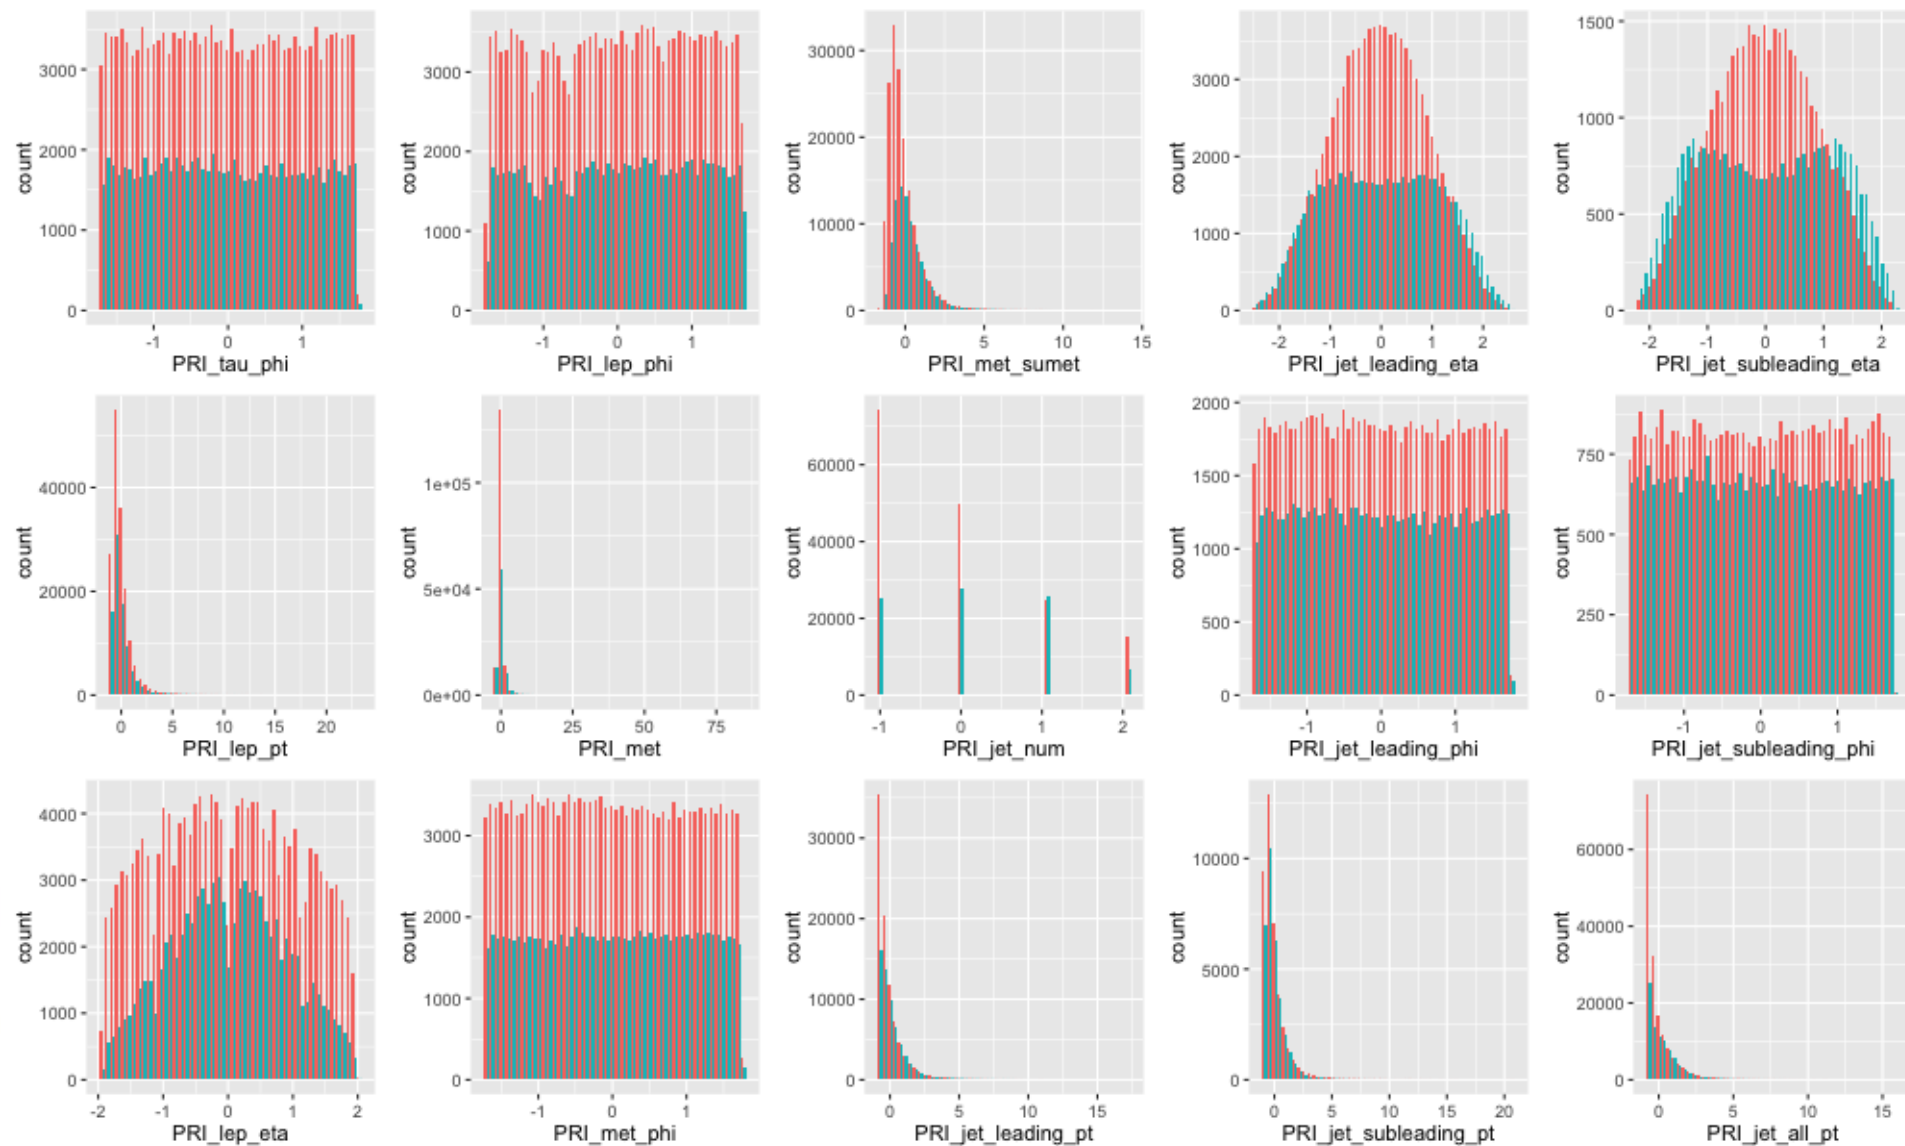 count
3000
2000
1000
0
-1 0 1
PRI_tau_phi
count
3000
2000
1000
0
-1 0 1
PRI_lep_phi
count
30000
20000
10000
0
0 5 10 15
PRI_met_sumet
count
3000
2000
1000
0
-2 -1 0 1 2
PRI_jet_leading_eta
count
1500
1000
500
0
-2 -1 0 1 2
PRI_jet_subleading_eta
count
40000
20000
0
0 5 10 15 20
PRI_lep_pt
count
1e+05
5e+04
0e+00
0 25 50 75
PRI_met
count
60000
40000
20000
0
-1 0 1 2
PRI_jet_num
count
2000
1500
1000
500
0
-1 0 1
PRI_jet_leading_phi
count
750
500
250
0
-1 0 1
PRI_jet_subleading_phi
count
4000
3000
2000
1000
0
-2 -1 0 1 2
PRI_lep_eta
count
3000
2000
1000
0
-1 0 1
PRI_met_phi
count
30000
20000
10000
0
0 5 10 15
PRI_jet_leading_pt
count
10000
5000
0
0 5 10 15 20
PRI_jet_subleading_pt
count
60000
40000
20000
0
0 5 10 15
PRI_jet_all_pt